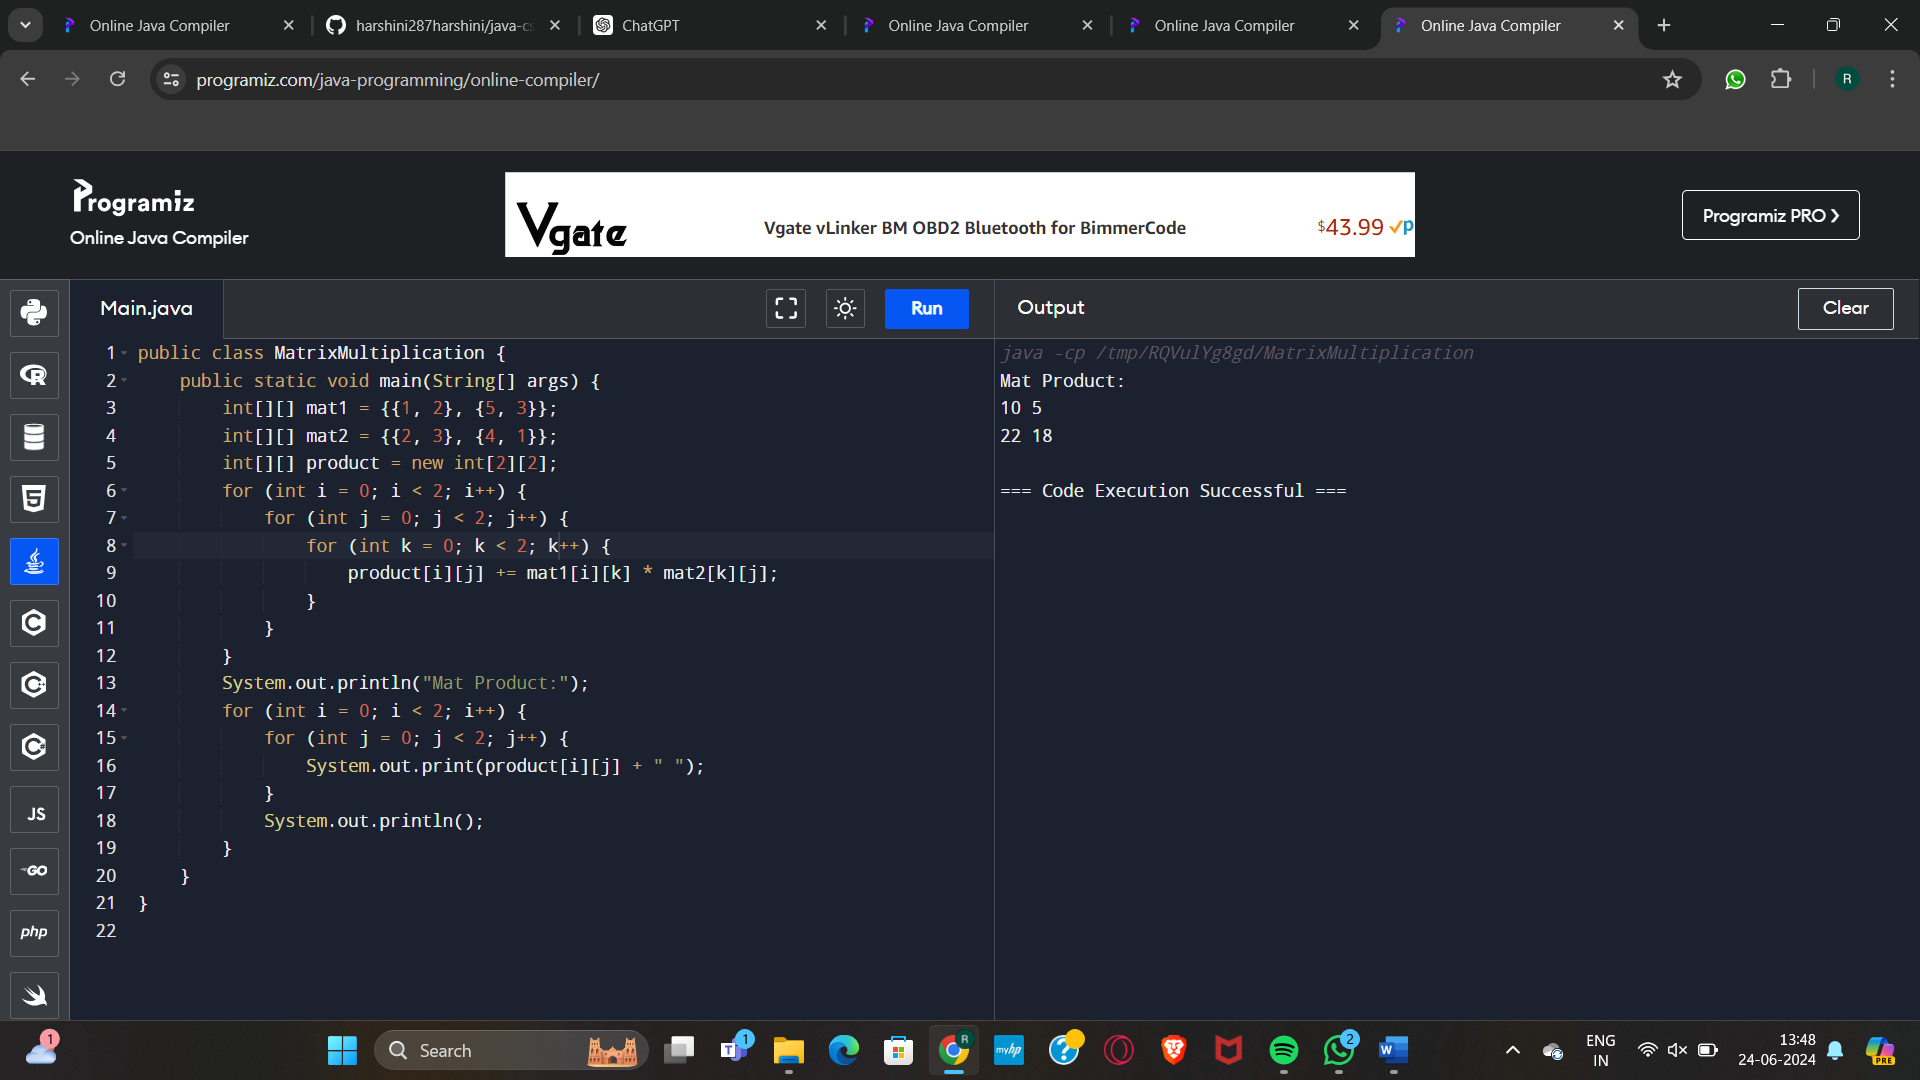 Online Java Compiler
harshini287harshini/java-cs
ChatGPT
Online Java Compiler
Online Java Compiler
Online Java Compiler
programiz.com/java-programming/online-compiler/
R
Programiz
Online Java Compiler
Vgate
Vgate vLinker BM OBD2 Bluetooth for BimmerCode
$43.99
Programiz PRO ❯
Main.java
Run
Output
Clear
1 public class MatrixMultiplication {
2     public static void main(String[] args) {
3         int[][] mat1 = {{1, 2}, {5, 3}};
4         int[][] mat2 = {{2, 3}, {4, 1}};
5         int[][] product = new int[2][2];
6         for (int i = 0; i < 2; i++) {
7             for (int j = 0; j < 2; j++) {
8                 for (int k = 0; k < 2; k++) {
9                     product[i][j] += mat1[i][k] * mat2[k][j];
10                 }
11             }
12         }
13         System.out.println("Mat Product:");
14         for (int i = 0; i < 2; i++) {
15             for (int j = 0; j < 2; j++) {
16                 System.out.print(product[i][j] + " ");
17             }
18             System.out.println();
19         }
20     }
21 }
22
java -cp /tmp/RQVulYg8gd/MatrixMultiplication
Mat Product:
10 5
22 18
=== Code Execution Successful ===
JS
GO
php
1
Search
1
R
myhp
2
W
ENG
IN
13:48
24-06-2024
PRE